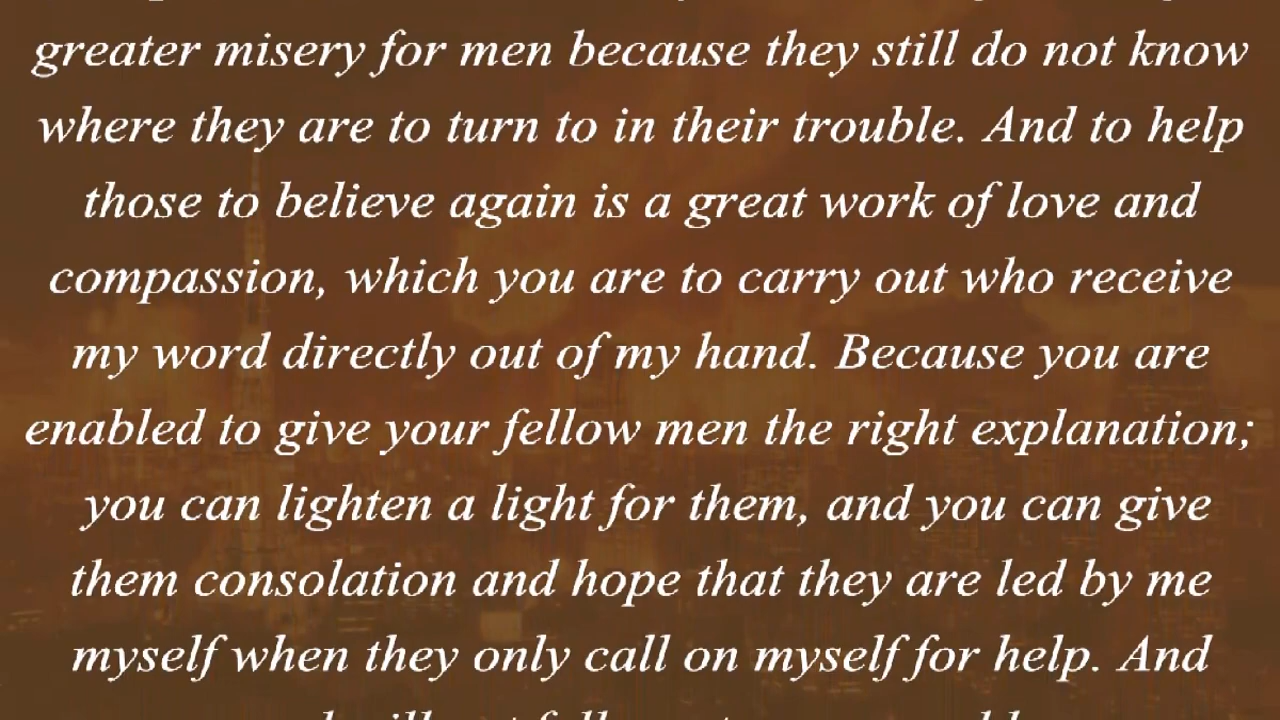 greater misery for men because they still do not know
where they are to turn to in their trouble. And to help
those to believe again is a great work of love and
compassion, which you are to carry out who receive
my word directly out of my hand. Because you are
enabled to give your fellow men the right explanation;
you can lighten a light for them, and you can give
them consolation and hope that they are led by me
myself when they only call on myself for help. And